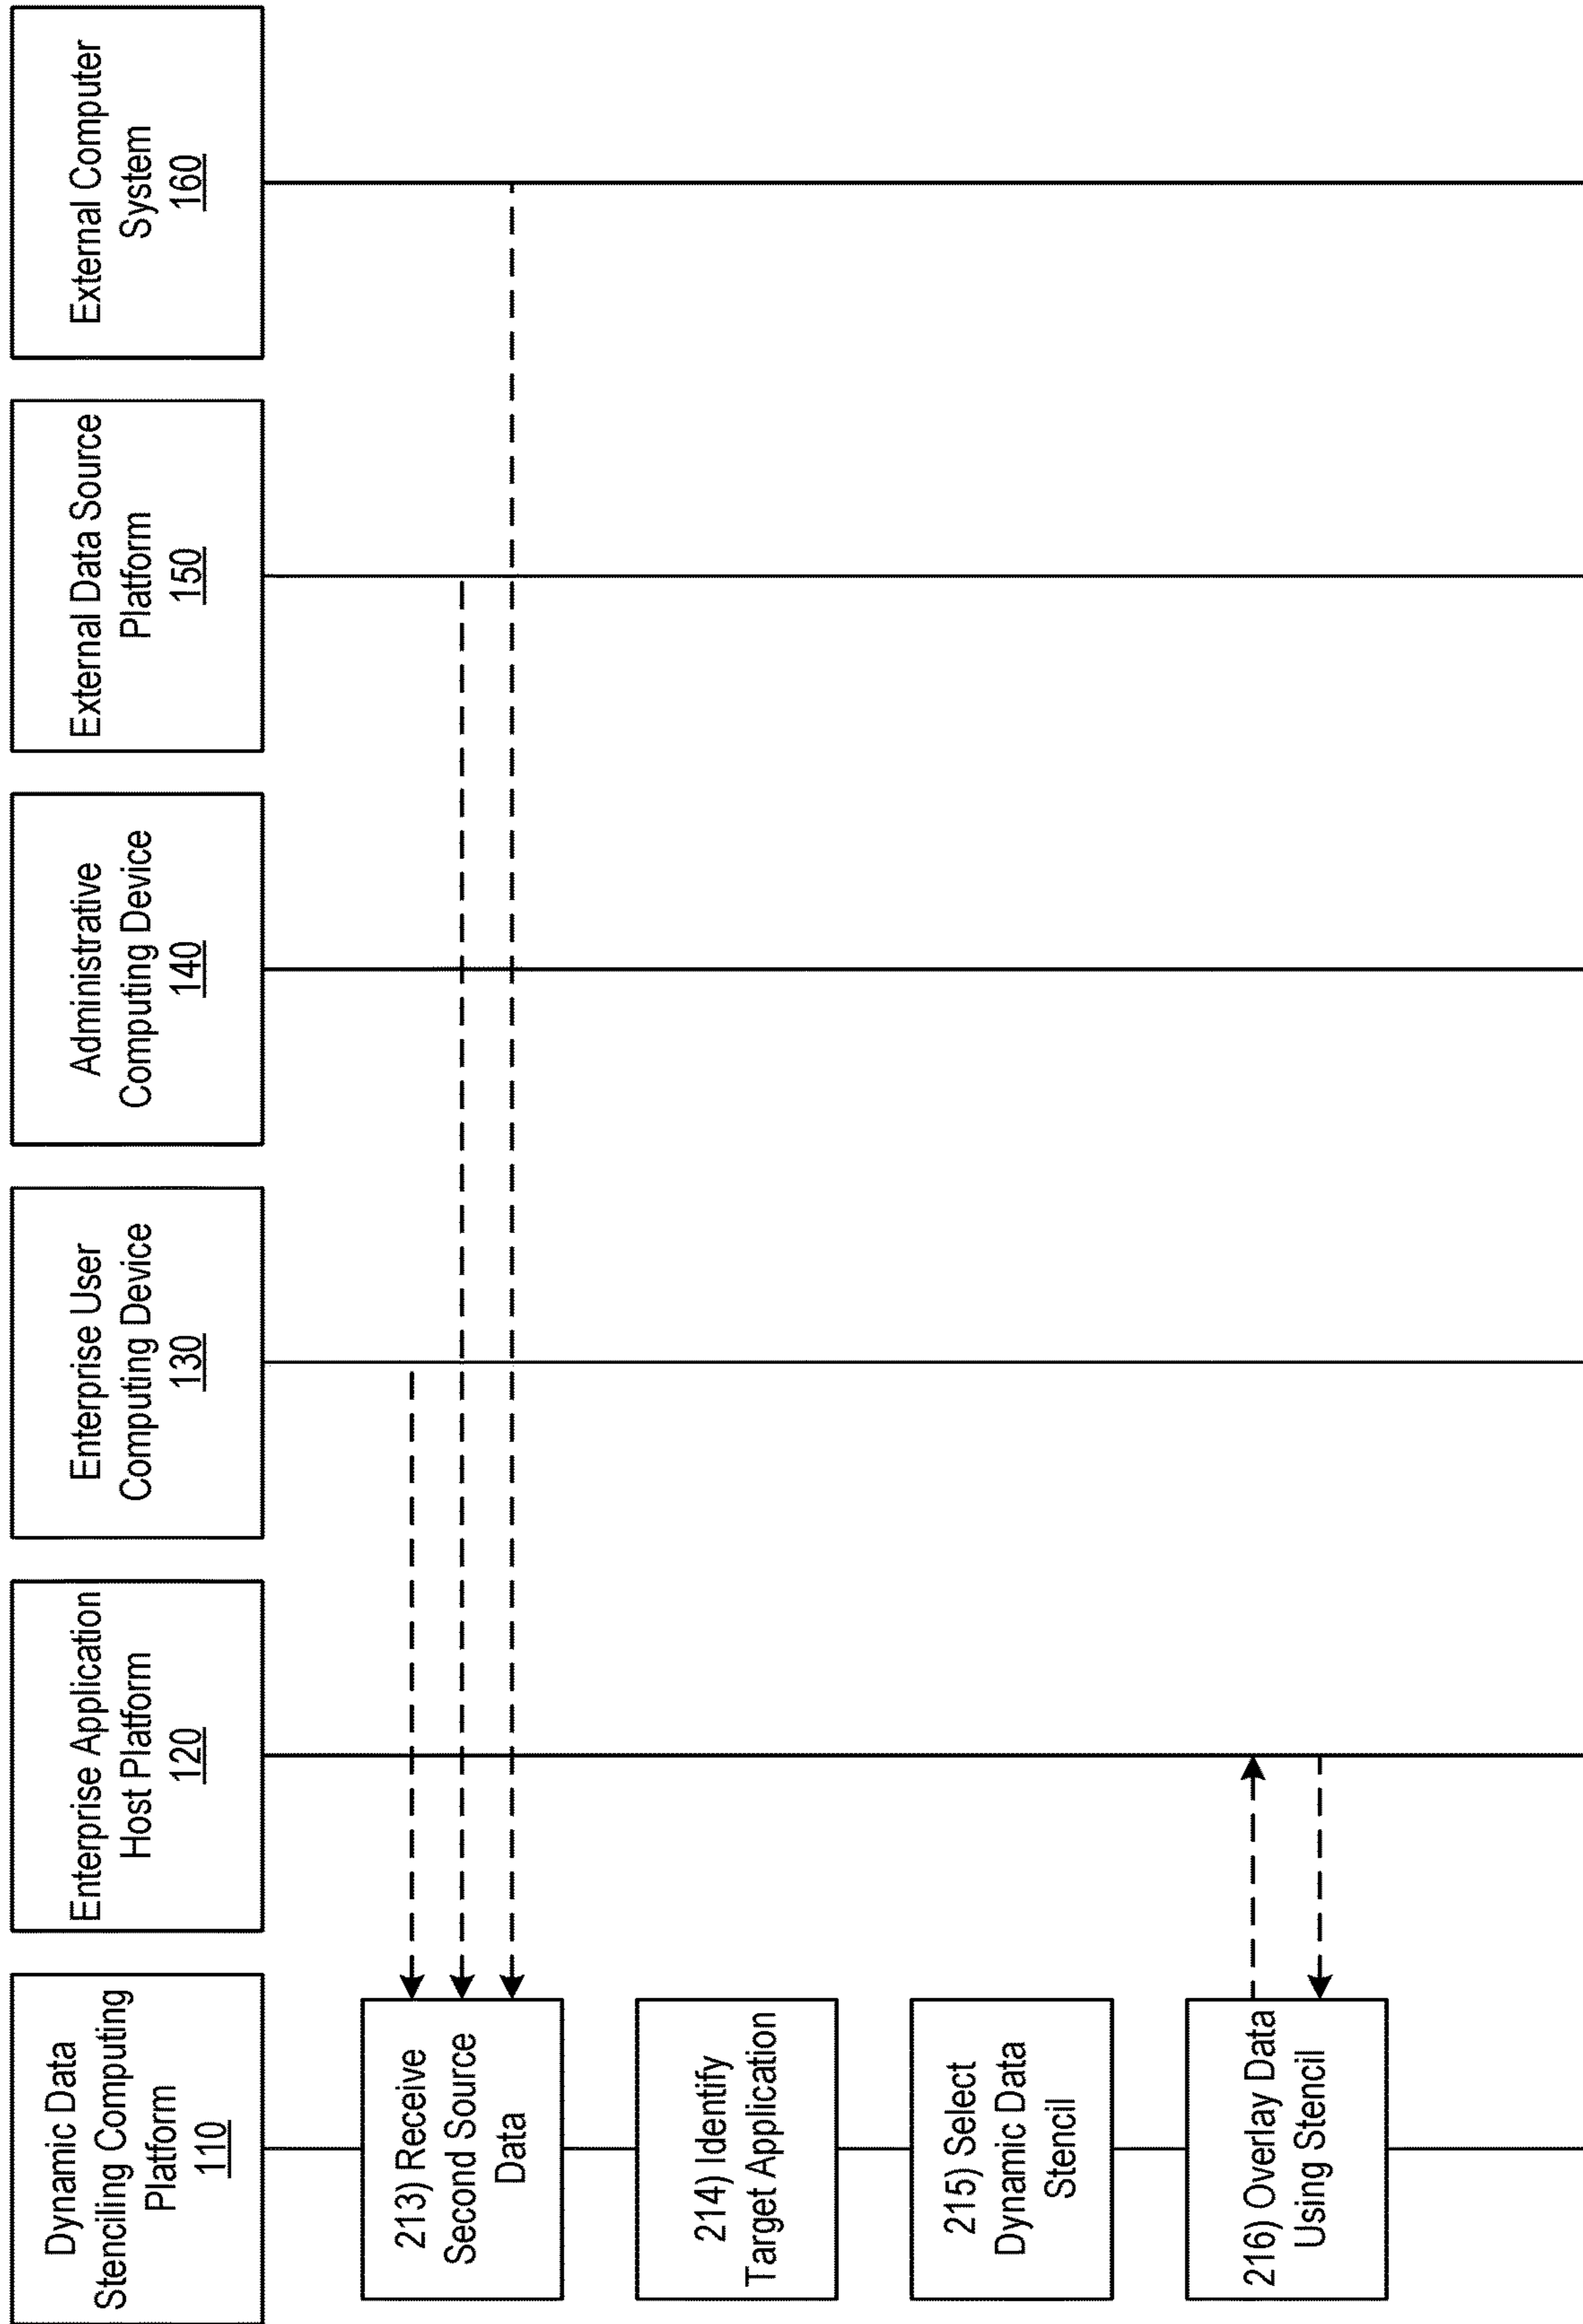 Dynamic Data
Stenciling Computing
Platform
110
Enterprise Application
Host Platform
120
Enterprise User
Computing Device
130
Administrative
Computing Device
140
External Data Source
Platform
150
External Computer
System
160
213) Receive
Second Source
Data
214) Identify
Target Application
215) Select
Dynamic Data
Stencil
216) Overlay Data
Using Stencil